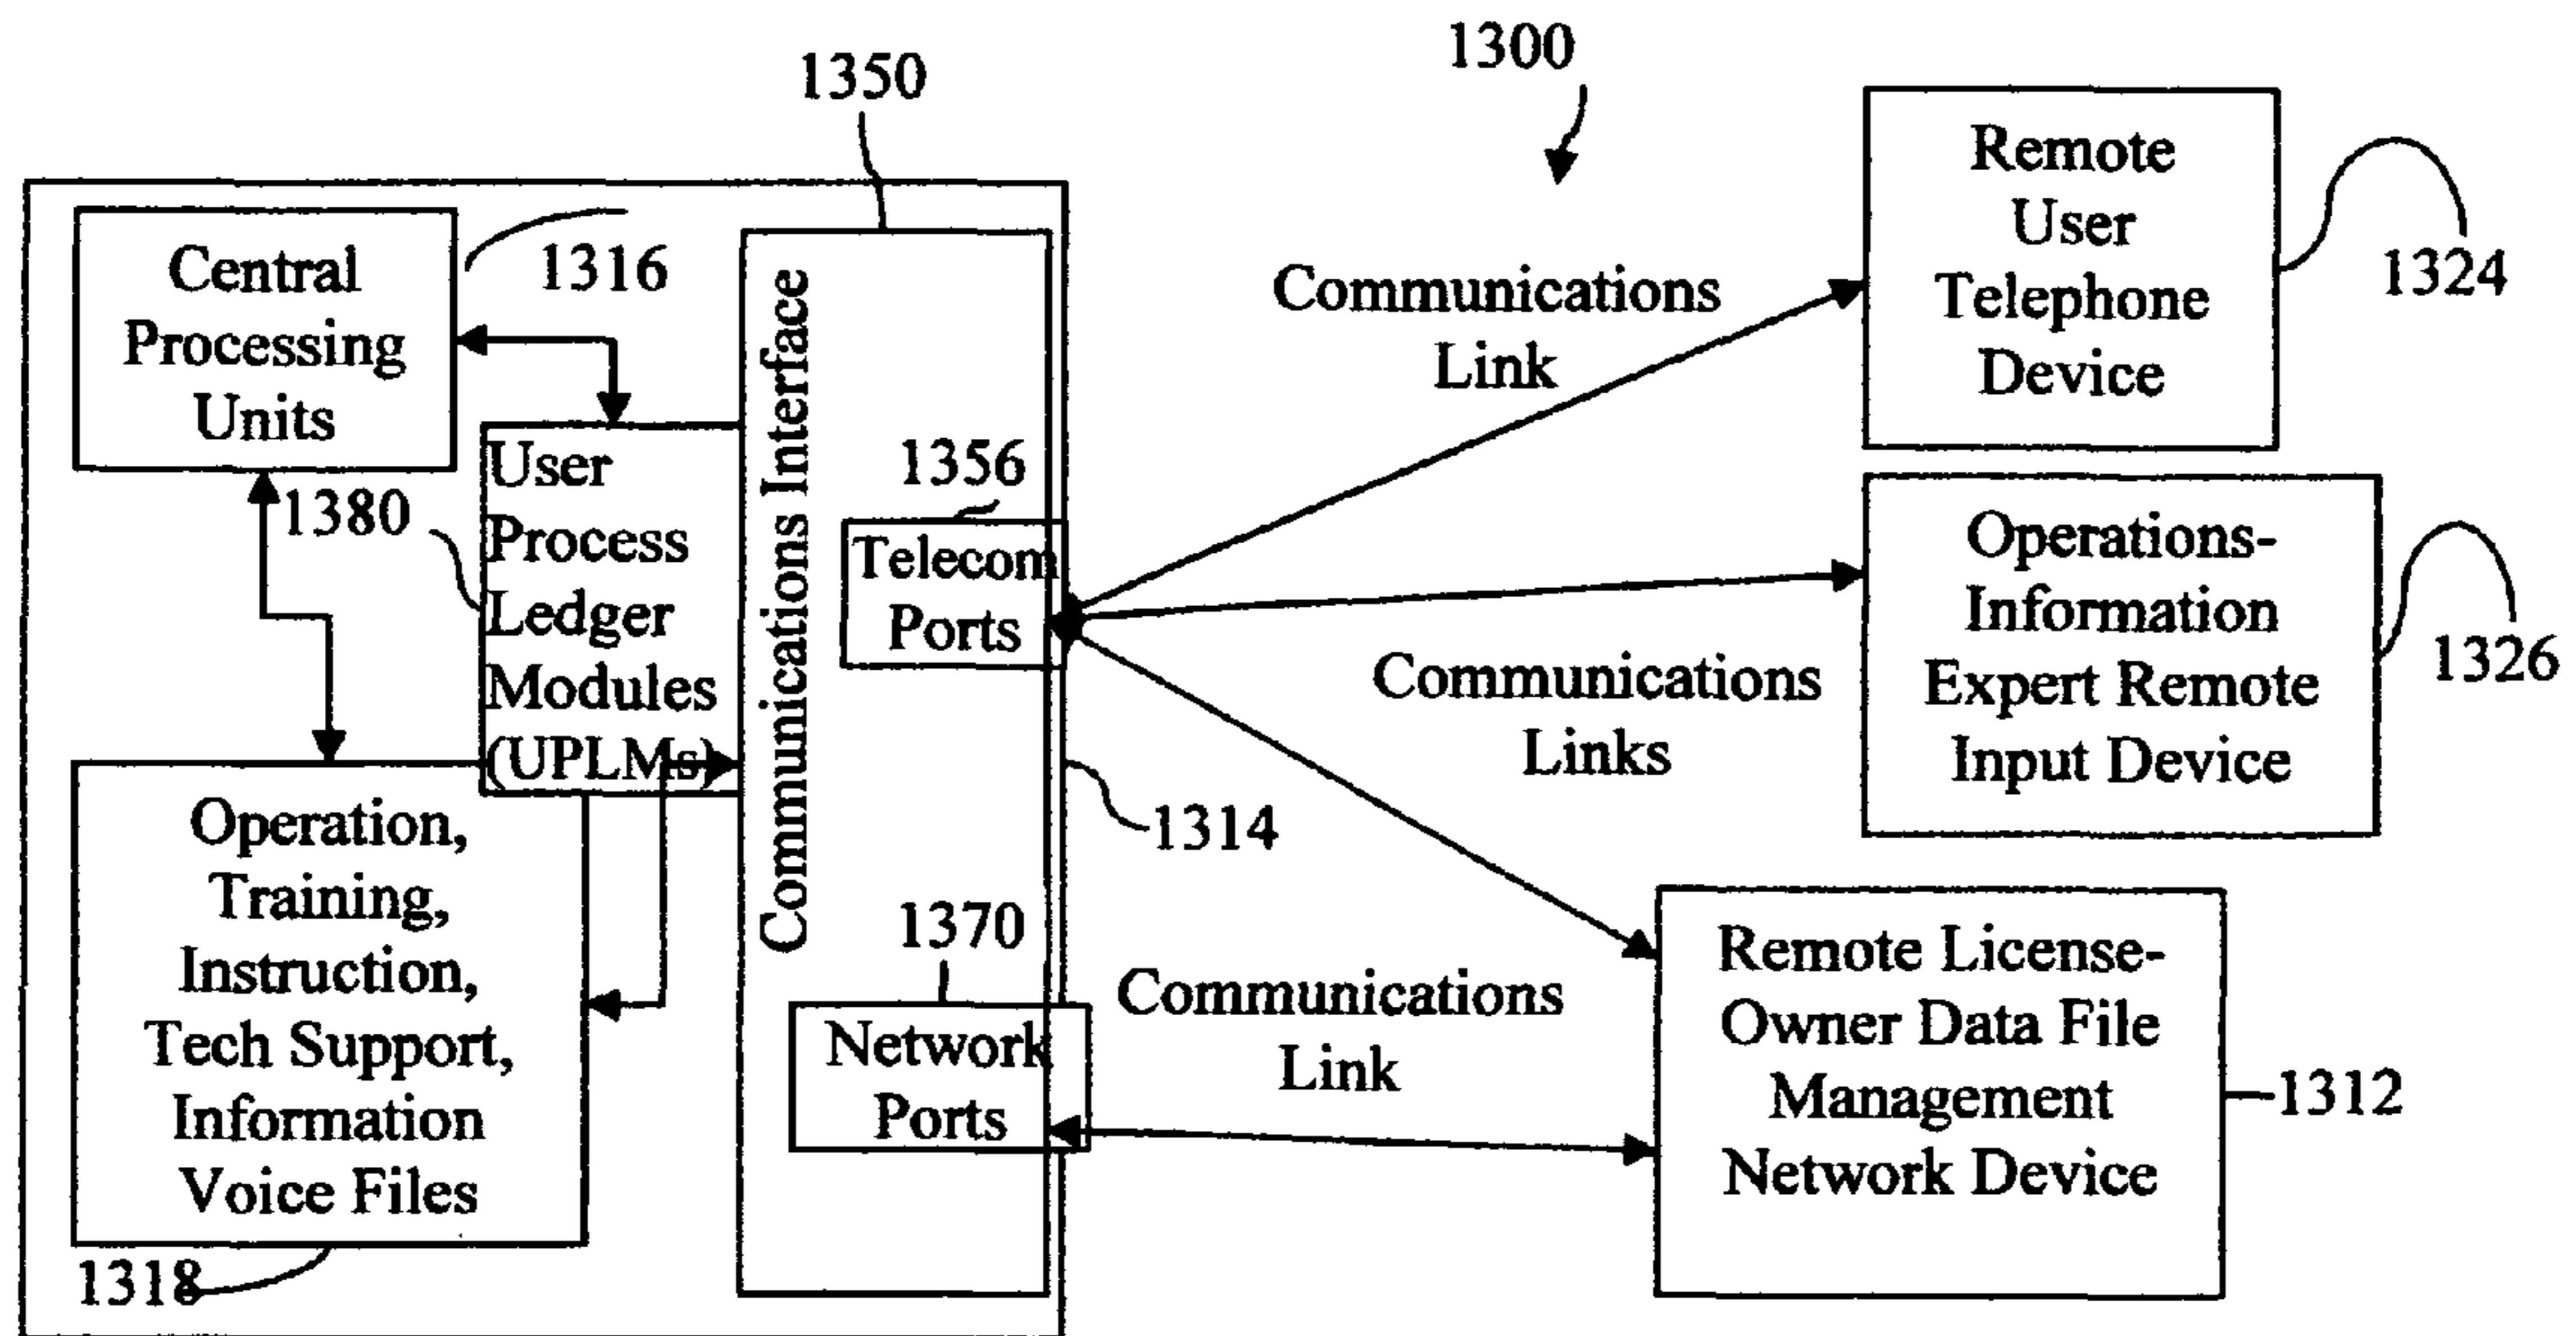 1300
1350
Central
Processing
Units
1316
1380
User
Process
Ledger
Modules
(UPLMs)
Operation,
Training,
Instruction,
Tech Support,
Information
Voice Files
1318
Communications Interface
1356
Telecom
Ports
1314
1370
Network
Ports
Communications
Link
Communications
Links
Communications
Link
Remote
User
Telephone
Device
1324
Operations-
Information
Expert Remote
Input Device
1326
Remote License-
Owner Data File
Management
Network Device
1312